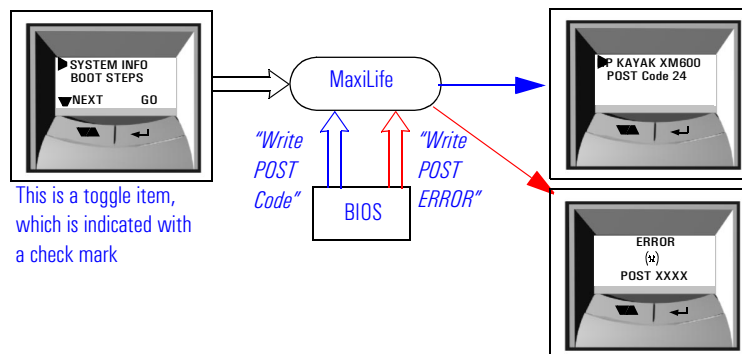 SYSTEM INFO
BOOT STEPS
NEXT GO
This is a toggle item,
which is indicated with
a check mark
MaxiLife
"Write
POST
Code"
"Write
POST
ERROR"
BIOS
P KAYAK XM600
POST Code 24
ERROR
POST XXXX